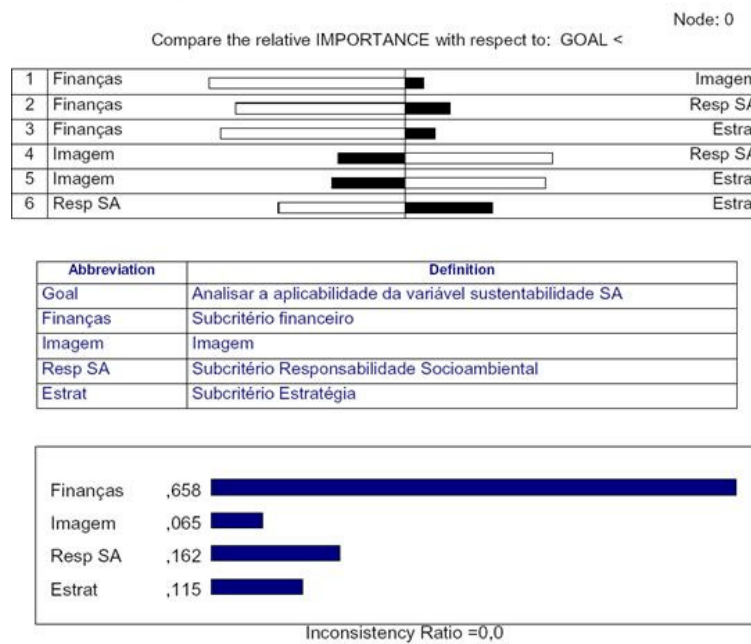 Node: 0
Compare the relative IMPORTANCE with respect to: GOAL <
1 Finanças Imagem
2 Finanças Resp SA
3 Finanças Estrat
4 Imagem Resp SA
5 Imagem Estrat
6 Resp SA Estrat
Abbreviation Definition
Goal Analisar a aplicabilidade da variável sustentabilidade SA
Finanças Subcritério financeiro
Imagem Imagem
Resp SA Subcritério Responsabilidade Socioambiental
Estrat Subcritério Estratégia
Finanças ,658
Imagem ,065
Resp SA ,162
Estrat ,115
Inconsistency Ratio =0,0